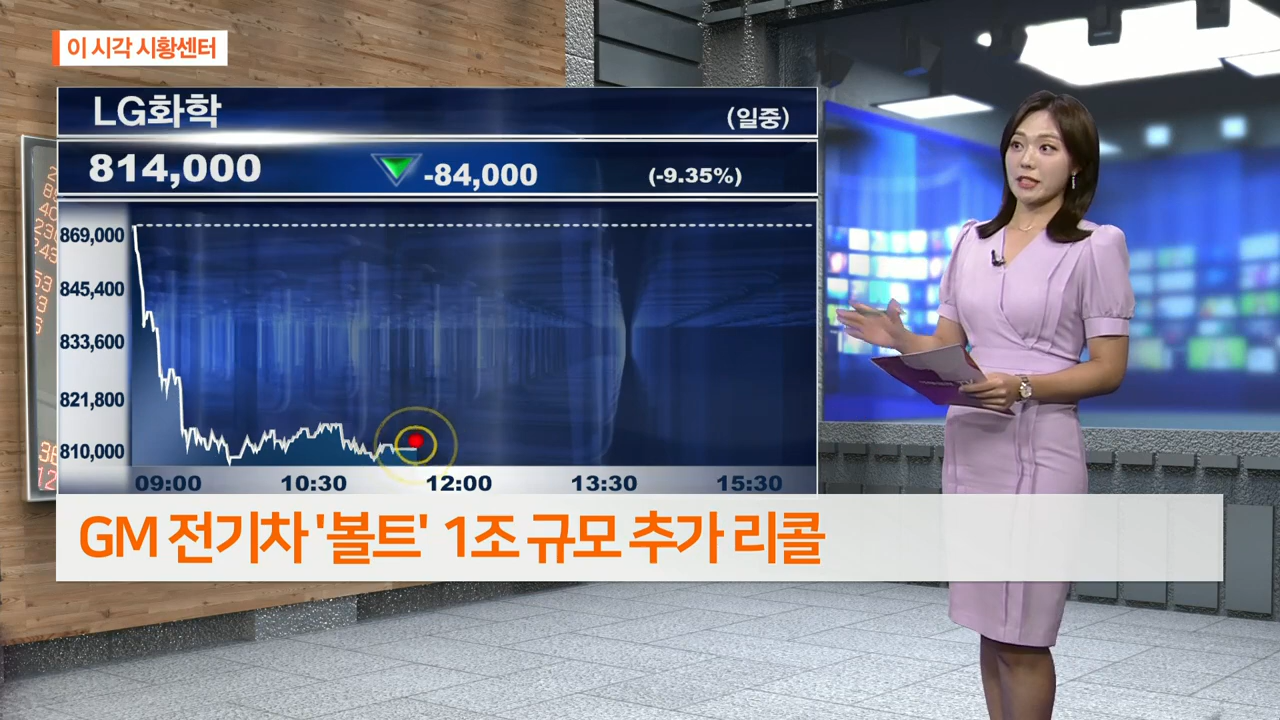 이 시각 시황센터
LG화학
(일중)
814,000 -84,000 (-9.35%)
869,000
845,400
833,600
821,800
810,000
09:00 10:30 12:00 13:30 15:30
GM 전기차 '볼트' 1조 규모 추가 리콜